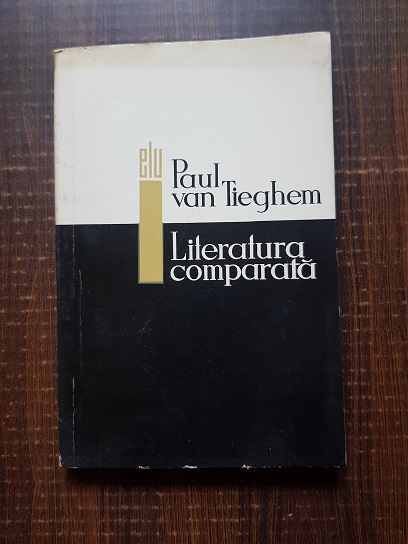 elu
Paul
van Tieghem
Literatura
comparată